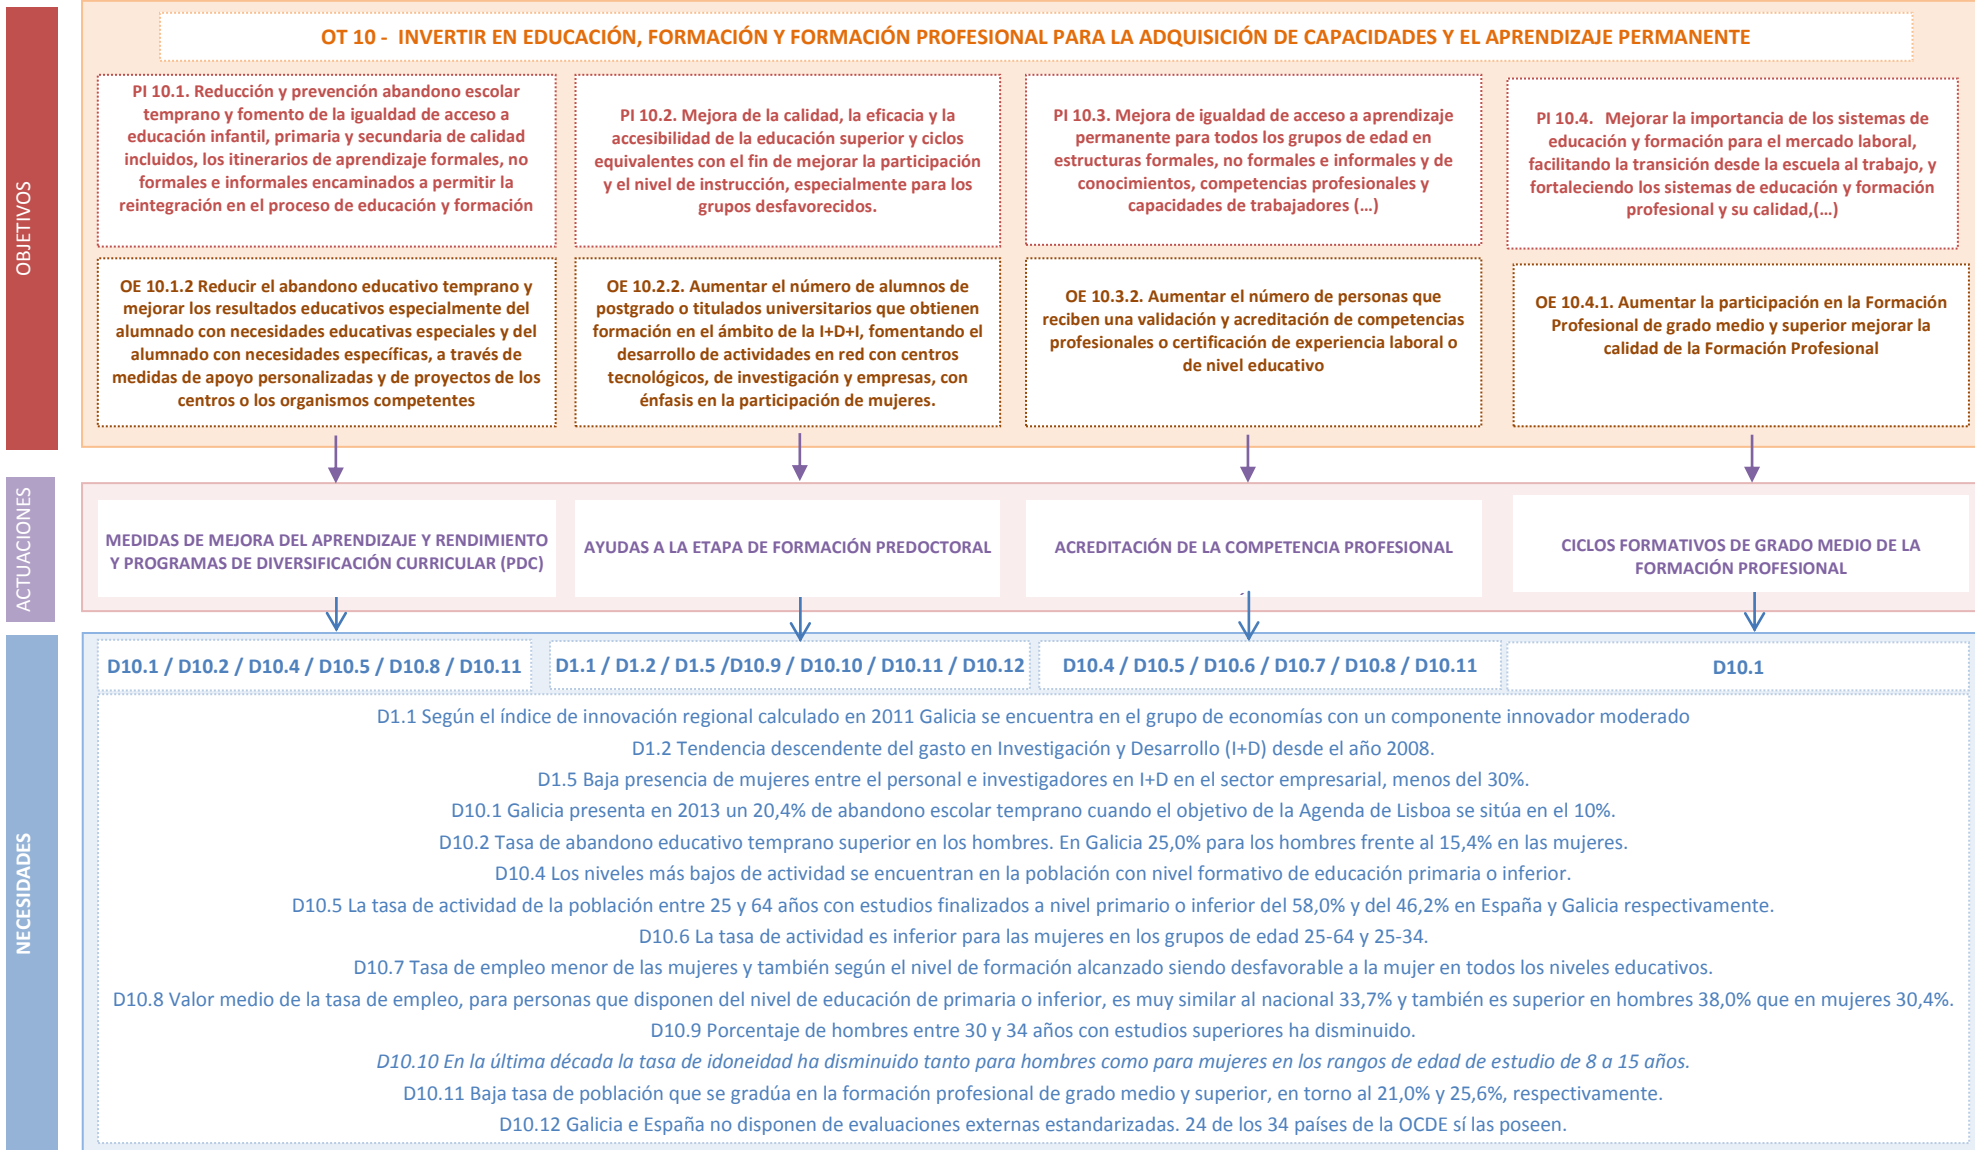 OBJETIVOS
OT 10 - INVERTIR EN EDUCACIÓN, FORMACIÓN Y FORMACIÓN PROFESIONAL PARA LA ADQUISICIÓN DE CAPACIDADES Y EL APRENDIZAJE PERMANENTE
PI 10.1. Reducción y prevención abandono escolar
temprano y fomento de la igualdad de acceso a
educación infantil, primaria y secundaria de calidad
incluidos, los itinerarios de aprendizaje formales, no
formales e informales encaminados a permitir la
reintegración en el proceso de educación y formación
PI 10.2. Mejora de la calidad, la eficacia y la
accesibilidad de la educación superior y ciclos
equivalentes con el fin de mejorar la participación
y el nivel de instrucción, especialmente para los
grupos desfavorecidos.
PI 10.3. Mejora de igualdad de acceso a aprendizaje
permanente para todos los grupos de edad en
estructuras formales, no formales e informales y de
conocimientos, competencias profesionales y
capacidades de trabajadores (...)
PI 10.4. Mejorar la importancia de los sistemas de
educación y formación para el mercado laboral,
facilitando la transición desde la escuela al trabajo, y
fortaleciendo los sistemas de educación y formación
profesional y su calidad,(...)
OE 10.1.2 Reducir el abandono educativo temprano y
mejorar los resultados educativos especialmente del
alumnado con necesidades educativas especiales y del
alumnado con necesidades específicas, a través de
medidas de apoyo personalizadas y de proyectos de los
centros o los organismos competentes
OE 10.2.2. Aumentar el número de alumnos de
postgrado o titulados universitarios que obtienen
formación en el ámbito de la I+D+I, fomentando el
desarrollo de actividades en red con centros
tecnológicos, de investigación y empresas, con
énfasis en la participación de mujeres.
OE 10.3.2. Aumentar el número de personas que
reciben una validación y acreditación de competencias
profesionales o certificación de experiencia laboral o
de nivel educativo
OE 10.4.1. Aumentar la participación en la Formación
Profesional de grado medio y superior mejorar la
calidad de la Formación Profesional
ACTUACIONES
MEDIDAS DE MEJORA DEL APRENDIZAJE Y RENDIMIENTO
Y PROGRAMAS DE DIVERSIFICACIÓN CURRICULAR (PDC)
AYUDAS A LA ETAPA DE FORMACIÓN PREDOCTORAL
ACREDITACIÓN DE LA COMPETENCIA PROFESIONAL
CICLOS FORMATIVOS DE GRADO MEDIO DE LA
FORMACIÓN PROFESIONAL
NECESIDADES
D10.1 / D10.2 / D10.4 / D10.5 / D10.8 / D10.11
D1.1 / D1.2 / D1.5 /D10.9 / D10.10 / D10.11 / D10.12
D10.4 / D10.5 / D10.6 / D10.7 / D10.8 / D10.11
D10.1
D1.1 Según el índice de innovación regional calculado en 2011 Galicia se encuentra en el grupo de economías con un componente innovador moderado
D1.2 Tendencia descendente del gasto en Investigación y Desarrollo (I+D) desde el año 2008.
D1.5 Baja presencia de mujeres entre el personal e investigadores en I+D en el sector empresarial, menos del 30%.
D10.1 Galicia presenta en 2013 un 20,4% de abandono escolar temprano cuando el objetivo de la Agenda de Lisboa se sitúa en el 10%.
D10.2 Tasa de abandono educativo temprano superior en los hombres. En Galicia 25,0% para los hombres frente al 15,4% en las mujeres.
D10.4 Los niveles más bajos de actividad se encuentran en la población con nivel formativo de educación primaria o inferior.
D10.5 La tasa de actividad de la población entre 25 y 64 años con estudios finalizados a nivel primario o inferior del 58,0% y del 46,2% en España y Galicia respectivamente.
D10.6 La tasa de actividad es inferior para las mujeres en los grupos de edad 25-64 y 25-34.
D10.7 Tasa de empleo menor de las mujeres y también según el nivel de formación alcanzado siendo desfavorable a la mujer en todos los niveles educativos.
D10.8 Valor medio de la tasa de empleo, para personas que disponen del nivel de educación de primaria o inferior, es muy similar al nacional 33,7% y también es superior en hombres 38,0% que en mujeres 30,4%.
D10.9 Porcentaje de hombres entre 30 y 34 años con estudios superiores ha disminuido.
D10.10 En la última década la tasa de idoneidad ha disminuido tanto para hombres como para mujeres en los rangos de edad de estudio de 8 a 15 años.
D10.11 Baja tasa de población que se gradúa en la formación profesional de grado medio y superior, en torno al 21,0% y 25,6%, respectivamente.
D10.12 Galicia e España no disponen de evaluaciones externas estandarizadas. 24 de los 34 países de la OCDE sí las poseen.